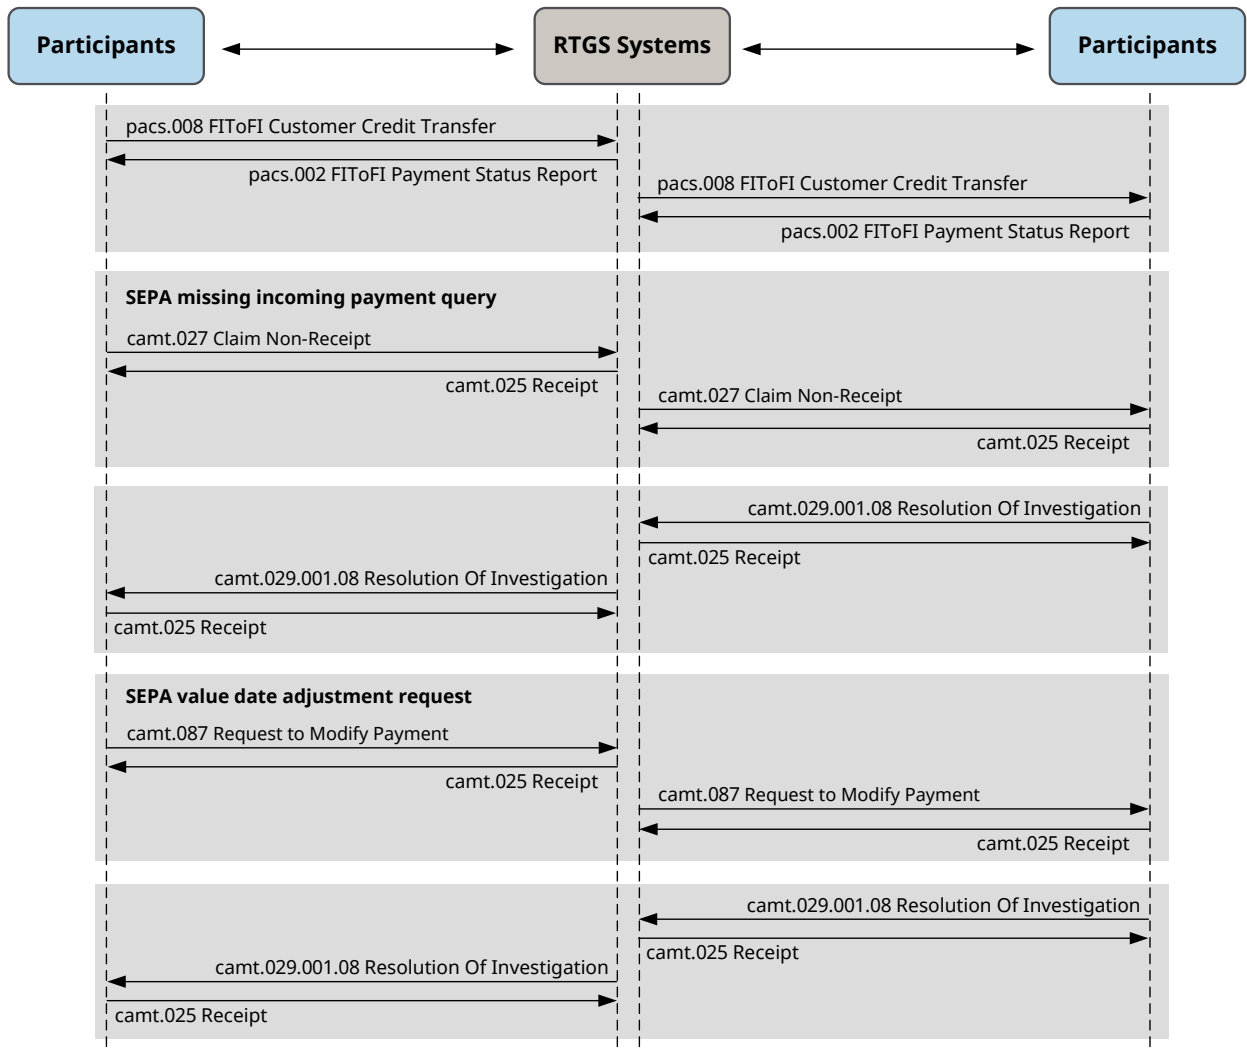 Participants
RTGS Systems
Participants
pacs.008 FIToFI Customer Credit Transfer
pacs.002 FIToFI Payment Status Report
pacs.008 FIToFI Customer Credit Transfer
pacs.002 FIToFI Payment Status Report
SEPA missing incoming payment query
camt.027 Claim Non-Receipt
camt.025 Receipt
camt.027 Claim Non-Receipt
camt.025 Receipt
camt.029.001.08 Resolution Of Investigation
camt.025 Receipt
camt.029.001.08 Resolution Of Investigation
camt.025 Receipt
SEPA value date adjustment request
camt.087 Request to Modify Payment
camt.025 Receipt
camt.087 Request to Modify Payment
camt.025 Receipt
camt.029.001.08 Resolution Of Investigation
camt.025 Receipt
camt.029.001.08 Resolution Of Investigation
camt.025 Receipt